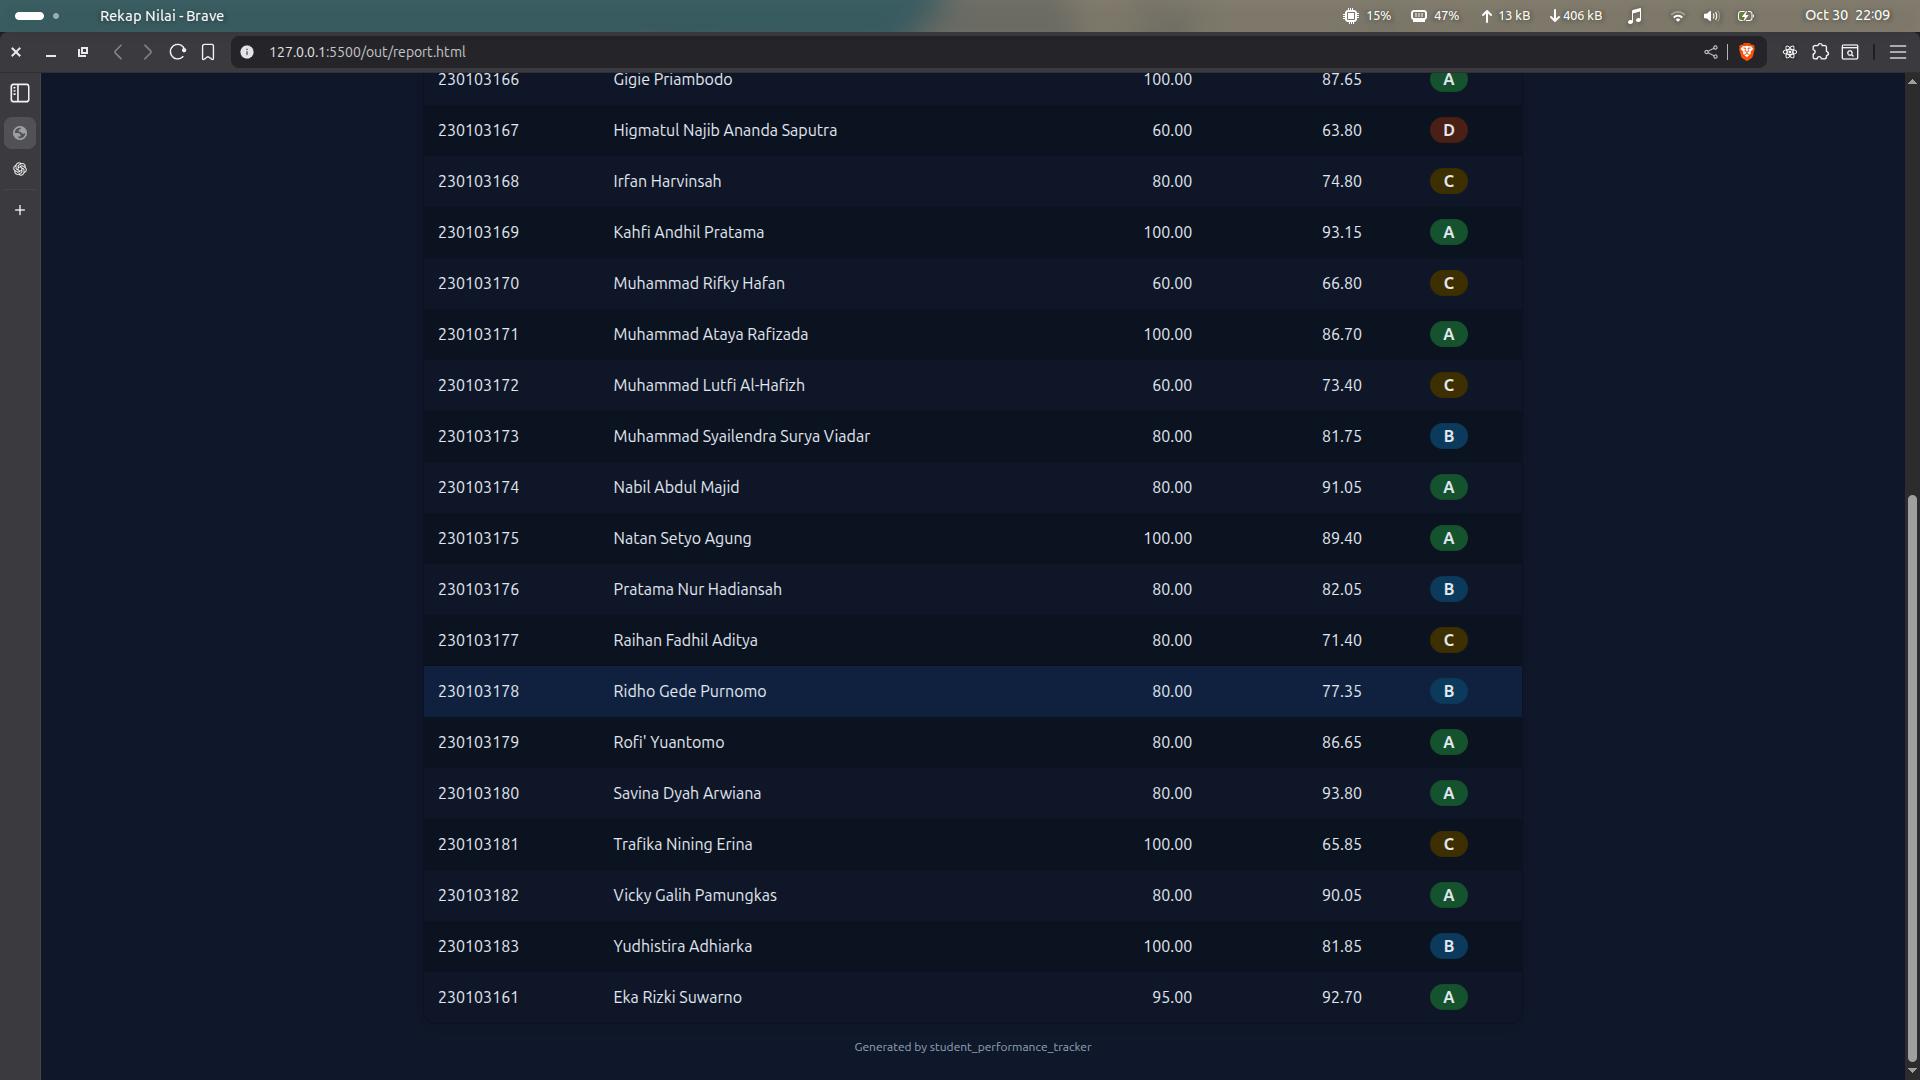 Rekap Nilai - Brave 15% 47% 13 kB 406 kB Oct 30 22:09
127.0.0.1:5500/out/report.html
230103166 Gigie Priambodo 100.00 87.65 A
230103167 Higmatul Najib Ananda Saputra 60.00 63.80 D
230103168 Irfan Harvinsah 80.00 74.80 C
230103169 Kahfi Andhil Pratama 100.00 93.15 A
230103170 Muhammad Rifky Hafan 60.00 66.80 C
230103171 Muhammad Ataya Rafizada 100.00 86.70 A
230103172 Muhammad Lutfi Al-Hafizh 60.00 73.40 C
230103173 Muhammad Syailendra Surya Viadar 80.00 81.75 B
230103174 Nabil Abdul Majid 80.00 91.05 A
230103175 Natan Setyo Agung 100.00 89.40 A
230103176 Pratama Nur Hadiansah 80.00 82.05 B
230103177 Raihan Fadhil Aditya 80.00 71.40 C
230103178 Ridho Gede Purnomo 80.00 77.35 B
230103179 Rofi' Yuantomo 80.00 86.65 A
230103180 Savina Dyah Arwiana 80.00 93.80 A
230103181 Trafika Nining Erina 100.00 65.85 C
230103182 Vicky Galih Pamungkas 80.00 90.05 A
230103183 Yudhistira Adhiarka 100.00 81.85 B
230103161 Eka Rizki Suwarno 95.00 92.70 A
Generated by student_performance_tracker